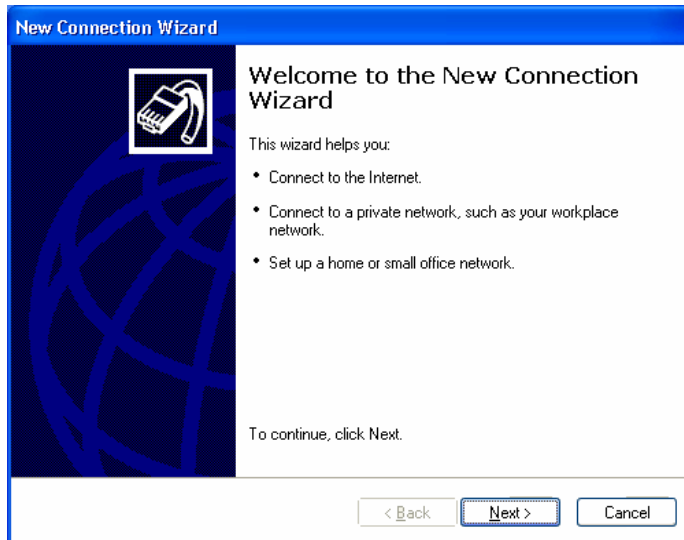 New Connection Wizard
Welcome to the New Connection
Wizard
This wizard helps you:
• Connect to the Internet.
• Connect to a private network, such as your workplace
network.
• Set up a home or small office network.
To continue, click Next.
< Back Next > Cancel